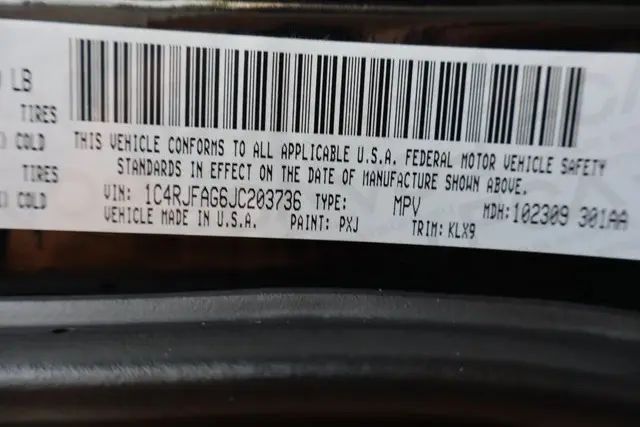 LB
TIRES
COLD
TIRES
COLD
THIS VEHICLE CONFORMS TO ALL APPLICABLE U.S.A. FEDERAL MOTOR VEHICLE SAFETY
STANDARDS IN EFFECT ON THE DATE OF MANUFACTURE SHOWN ABOVE.
VIN: 1C4RJFAG6JC203736 TYPE: MPV MDH:102309 301AA
VEHICLE MADE IN U.S.A. PAINT: PXJ TRIM: KLX9